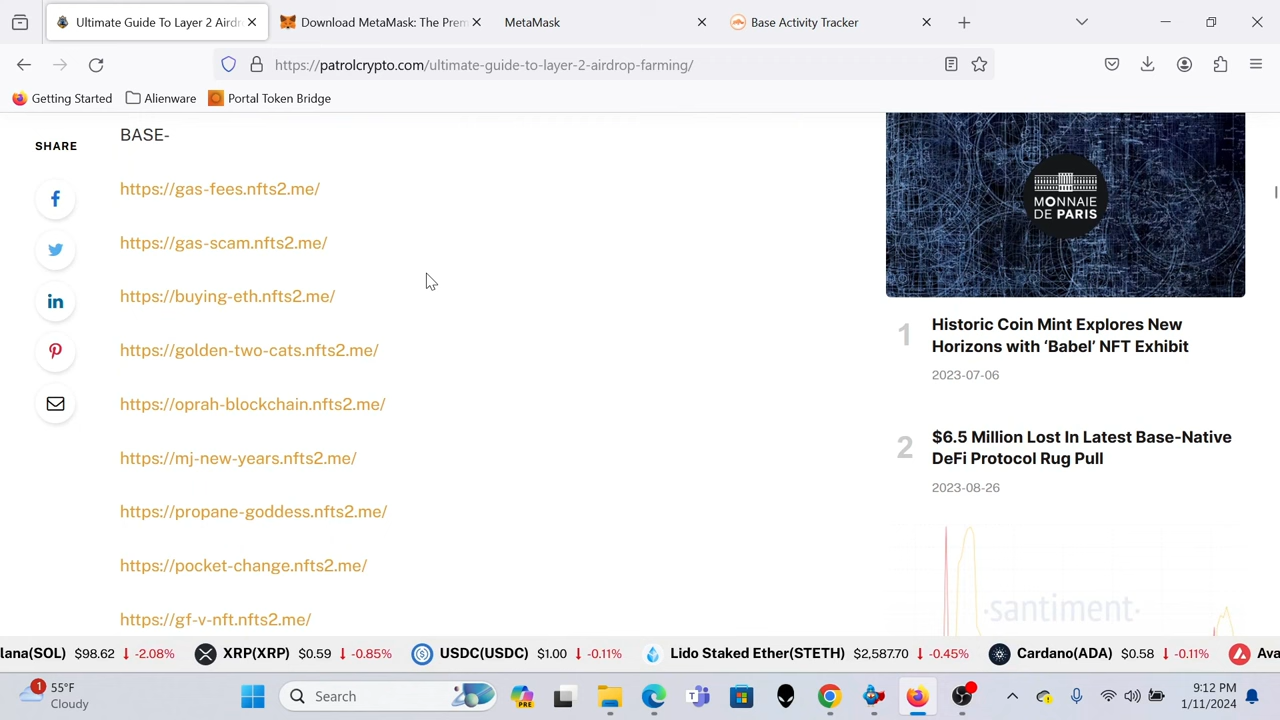 Ultimate Guide To Layer 2 Airdr
Download MetaMask: The Prem
MetaMask
Base Activity Tracker
https://patrolcrypto.com/ultimate-guide-to-layer-2-airdrop-farming/
Getting Started
Alienware
Portal Token Bridge
SHARE
BASE-
https://gas-fees.nfts2.me/
https://gas-scam.nfts2.me/
https://buying-eth.nfts2.me/
https://golden-two-cats.nfts2.me/
https://oprah-blockchain.nfts2.me/
https://mj-new-years.nfts2.me/
https://propane-goddess.nfts2.me/
https://pocket-change.nfts2.me/
https://gf-v-nft.nfts2.me/
MONNAIE
DE PARIS
1
Historic Coin Mint Explores New
Horizons with ‘Babel’ NFT Exhibit
2023-07-06
2
$6.5 Million Lost In Latest Base-Native
DeFi Protocol Rug Pull
2023-08-26
·santiment·
lana(SOL) $98.62 -2.08% XRP(XRP) $0.59 -0.85% USDC(USDC) $1.00 -0.11% Lido Staked Ether(STETH) $2,587.70 -0.45% Cardano(ADA) $0.58 -0.11% Ava
1
55°F
Cloudy
Search
PRE
9:12 PM
1/11/2024